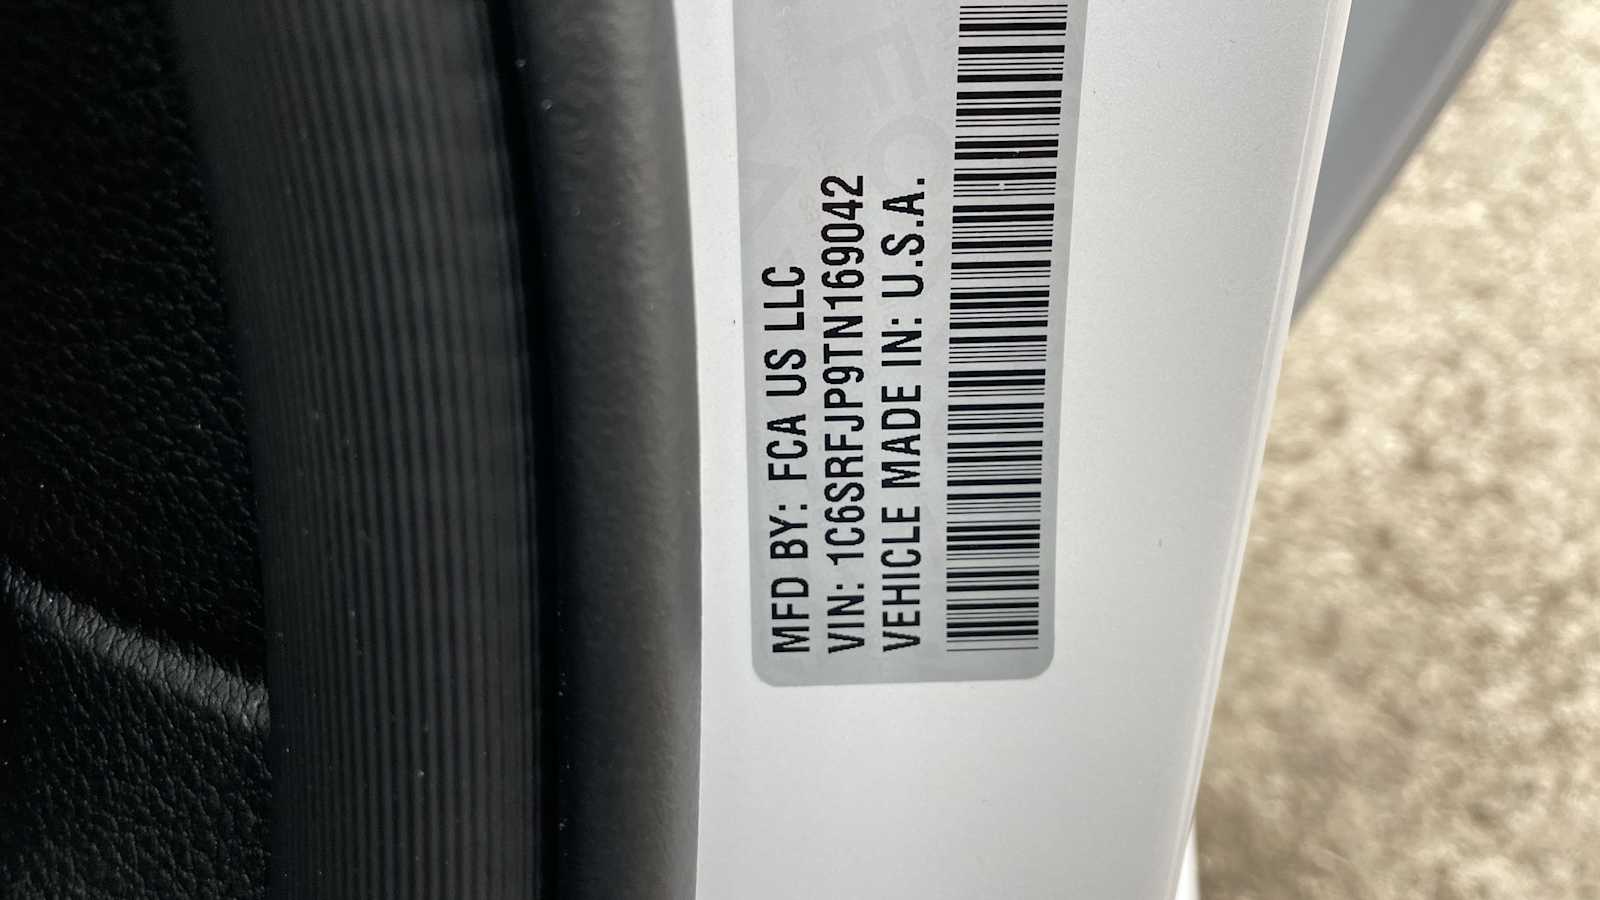 MFD BY: FCA US LLC
VIN: 1C6SRFJP9TN169042
VEHICLE MADE IN: U.S.A.